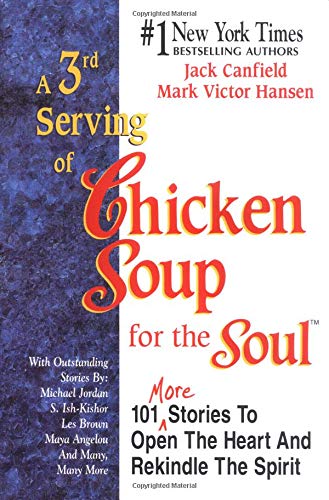 #1 New York Times
BESTSELLING AUTHORS
Jack Canfield
Mark Victor Hansen
A 3rd
Serving
of
Chicken
Soup
for the Soul™
With Outstanding
Stories By:
Michael Jordan
S. Ish-Kishor
Les Brown
Maya Angelou
And Many,
Many More
More
101 Stories To
Open The Heart And
Rekindle The Spirit